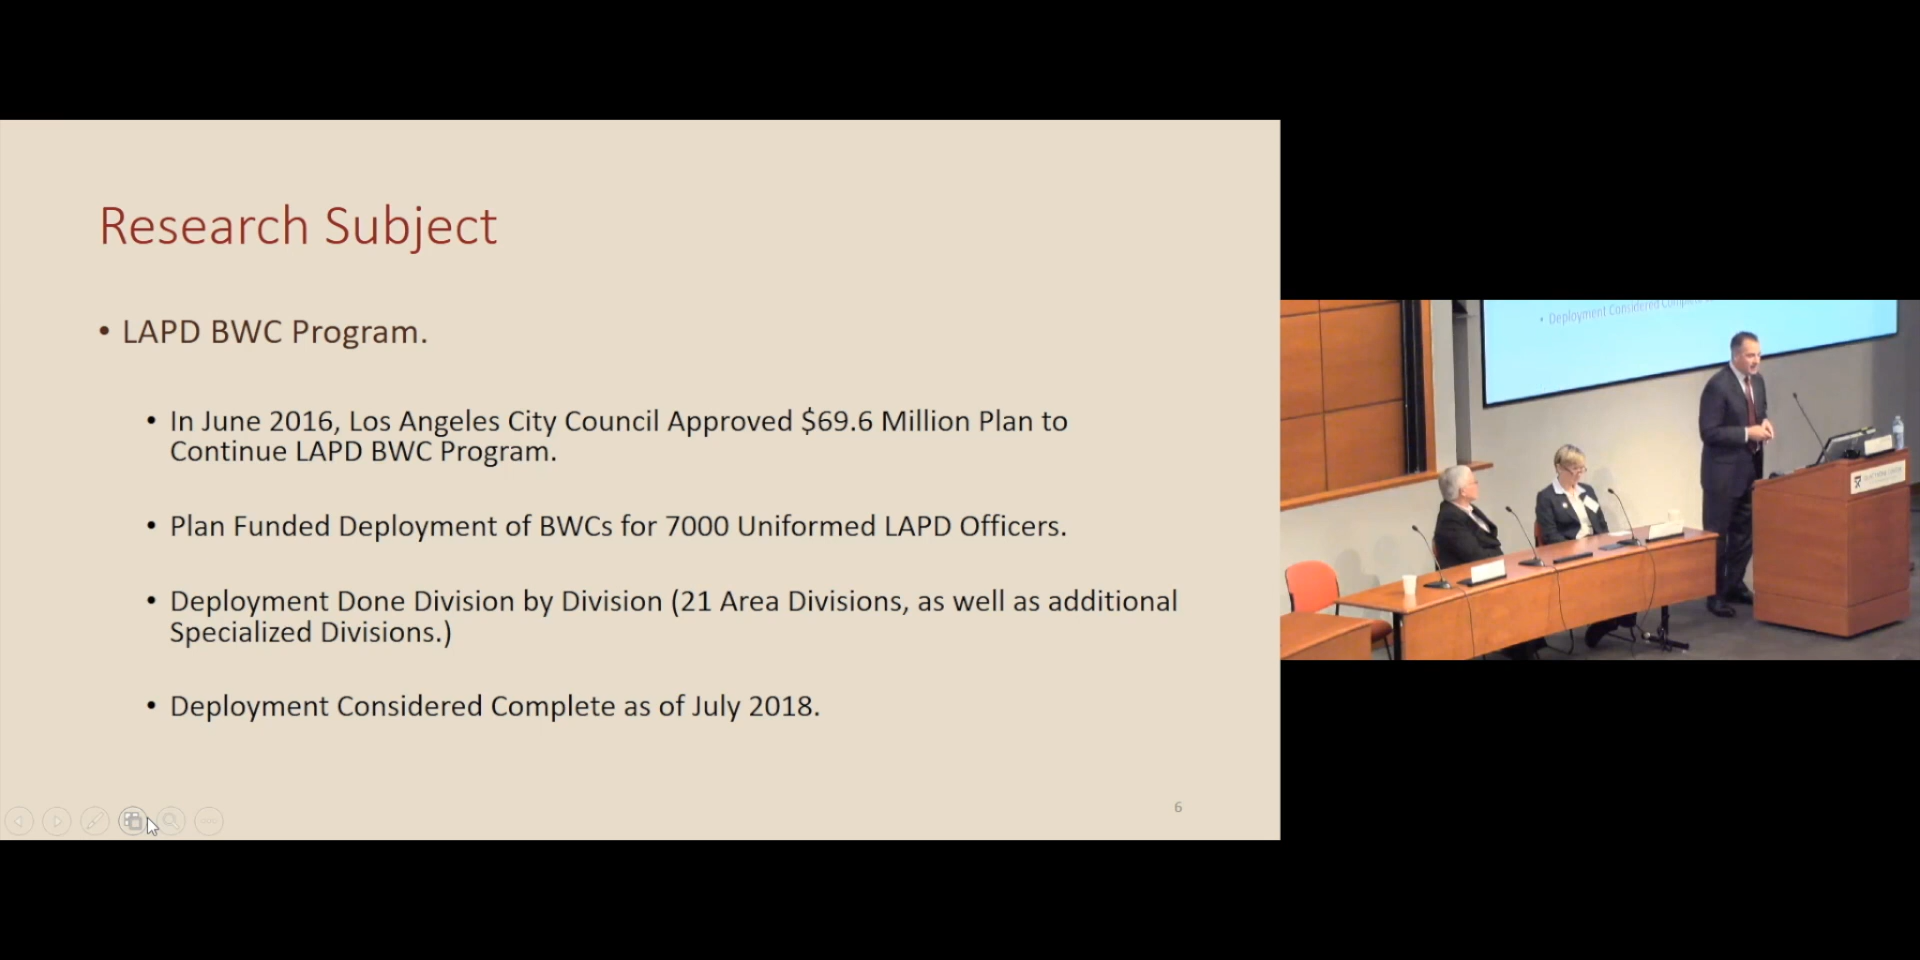 Research Subject
• LAPD BWC Program.
• In June 2016, Los Angeles City Council Approved $69.6 Million Plan to
Continue LAPD BWC Program.
• Plan Funded Deployment of BWCs for 7000 Uniformed LAPD Officers.
• Deployment Done Division by Division (21 Area Divisions, as well as additional
Specialized Divisions.)
• Deployment Considered Complete as of July 2018.
6
• Deployment Considered Complete